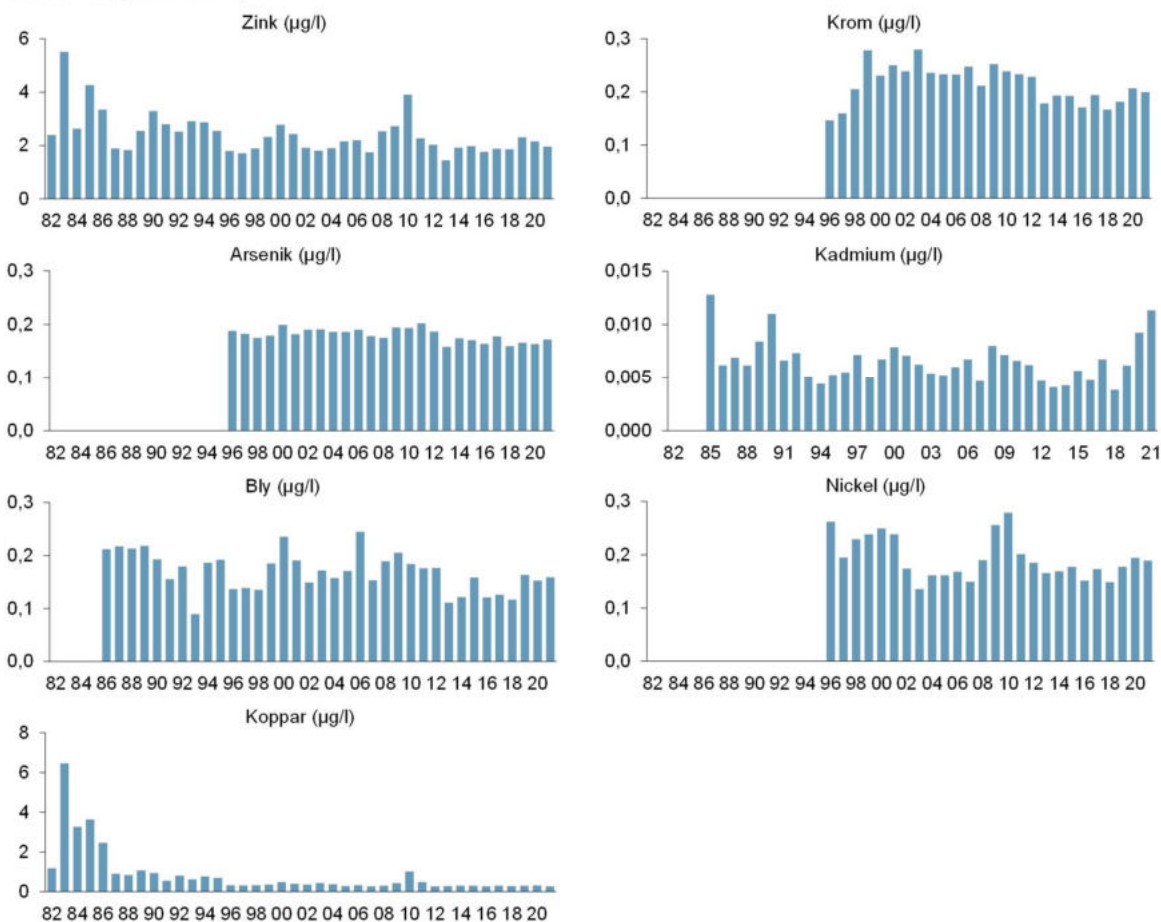 Zink (µg/l)
6
4
2
0
82 84 86 88 90 92 94 96 98 00 02 04 06 08 10 12 14 16 18 20
Krom (µg/l)
0,3
0,2
0,1
0,0
82 84 86 88 90 92 94 96 98 00 02 04 06 08 10 12 14 16 18 20
Arsenik (µg/l)
0,3
0,2
0,1
0,0
82 84 86 88 90 92 94 96 98 00 02 04 06 08 10 12 14 16 18 20
Kadmium (µg/l)
0,015
0,010
0,005
0,000
82 85 88 91 94 97 00 03 06 09 12 15 18 21
Bly (µg/l)
0,3
0,2
0,1
0,0
82 84 86 88 90 92 94 96 98 00 02 04 06 08 10 12 14 16 18 20
Nickel (µg/l)
0,3
0,2
0,1
0,0
82 84 86 88 90 92 94 96 98 00 02 04 06 08 10 12 14 16 18 20
Koppar (µg/l)
8
6
4
2
0
82 84 86 88 90 92 94 96 98 00 02 04 06 08 10 12 14 16 18 20